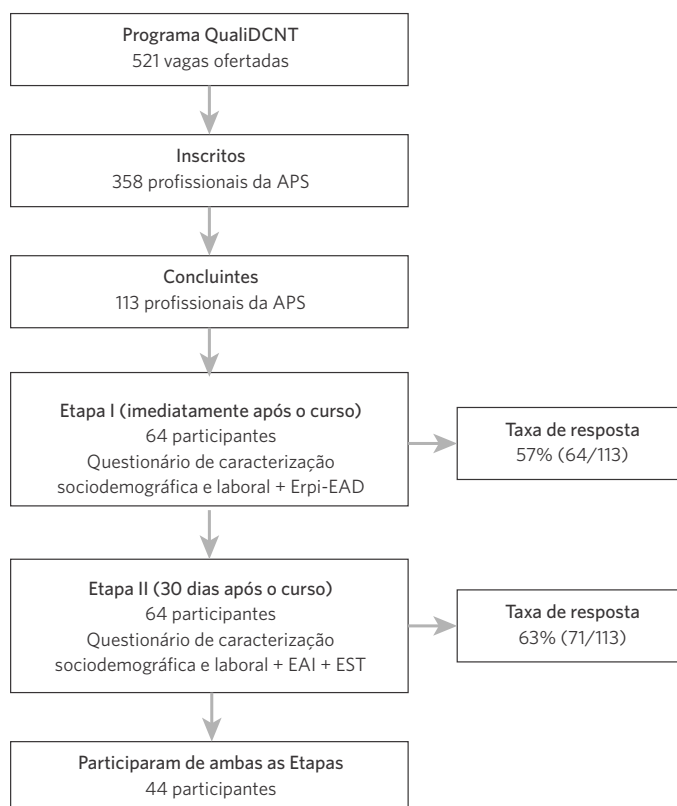 Programa QualiDCNT
521 vagas ofertadas
Inscritos
358 profissionais da APS
Concluintes
113 profissionais da APS
Etapa I (imediatamente após o curso)
64 participantes
Questionário de caracterização
sociodemográfica e laboral + Erpi-EAD
Taxa de resposta
57% (64/113)
Etapa II (30 dias após o curso)
64 participantes
Questionário de caracterização
sociodemográfica e laboral + EAI + EST
Taxa de resposta
63% (71/113)
Participaram de ambas as Etapas
44 participantes